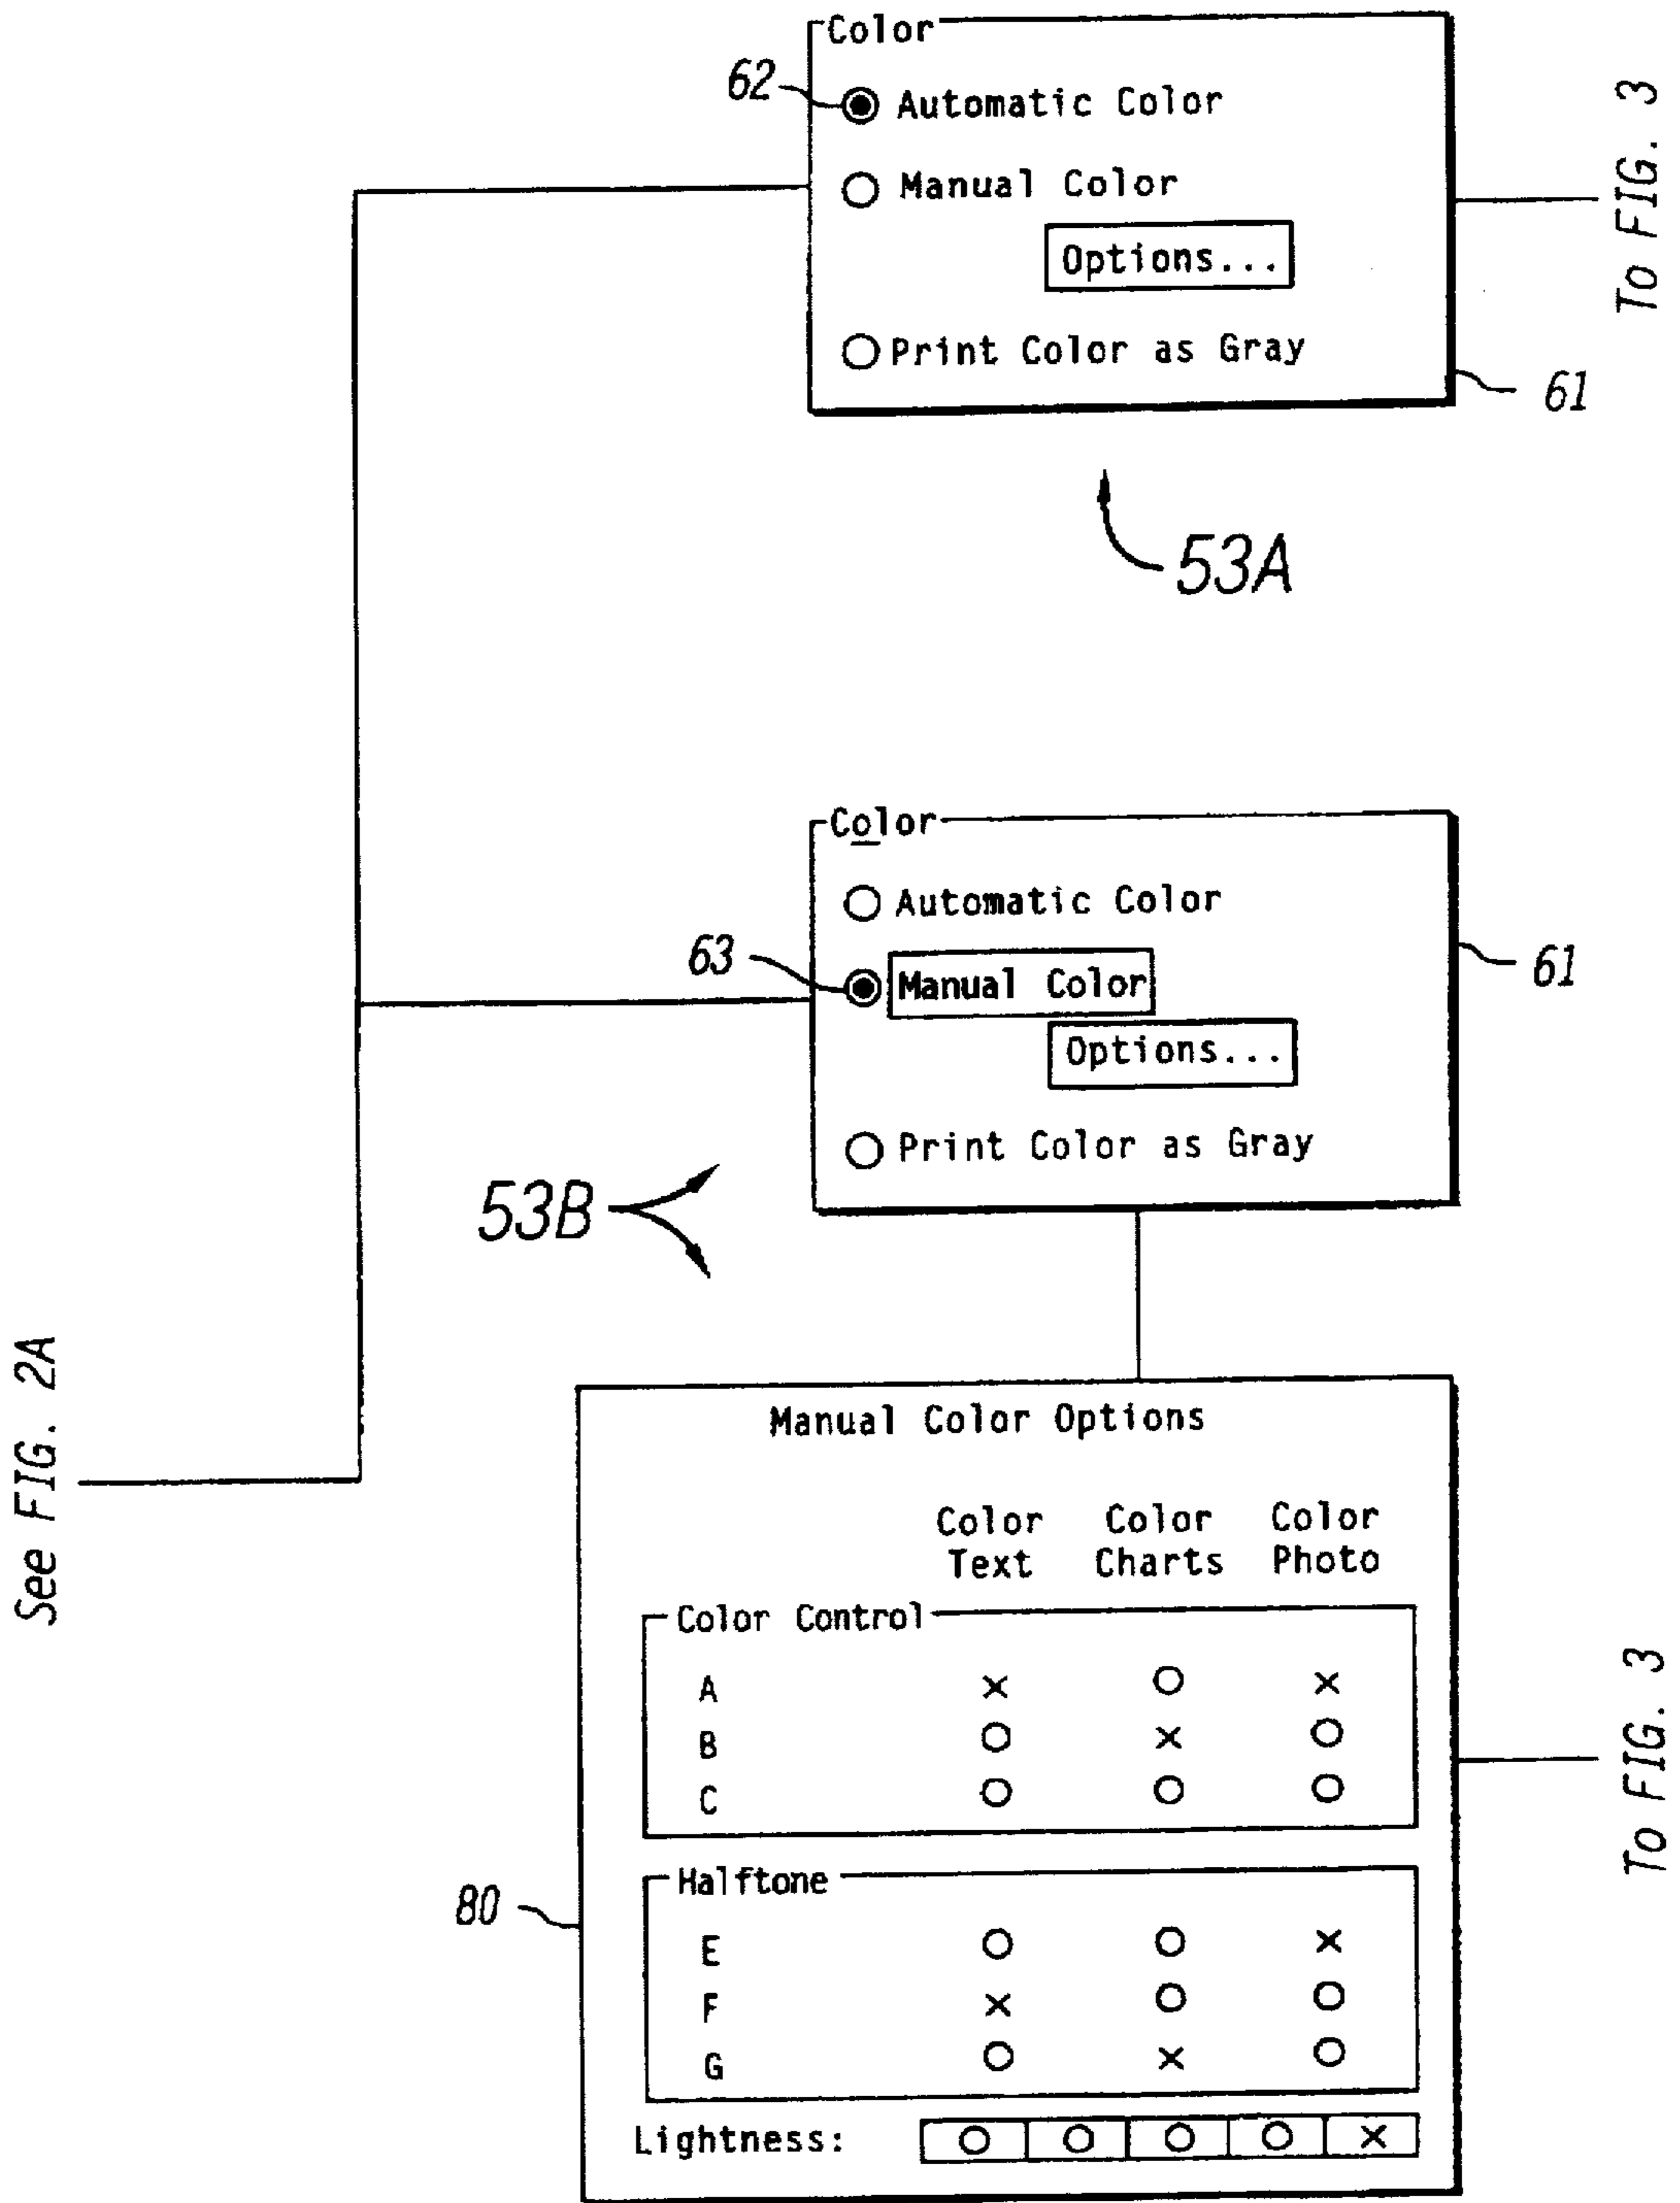 Color
62
Automatic Color
Manual Color
Options...
Print Color as Gray
61
To FIG. 3
53A
Color
Automatic Color
63
Manual Color
61
Options...
Print Color as Gray
53B
See FIG. 2A
Manual Color Options
Color Color Color
Text Charts Photo
Color Control
A X O X
B O X O
C O O O
Halftone
80
E O O X
F X O O
G O X O
Lightness: O O O O X
To FIG. 3